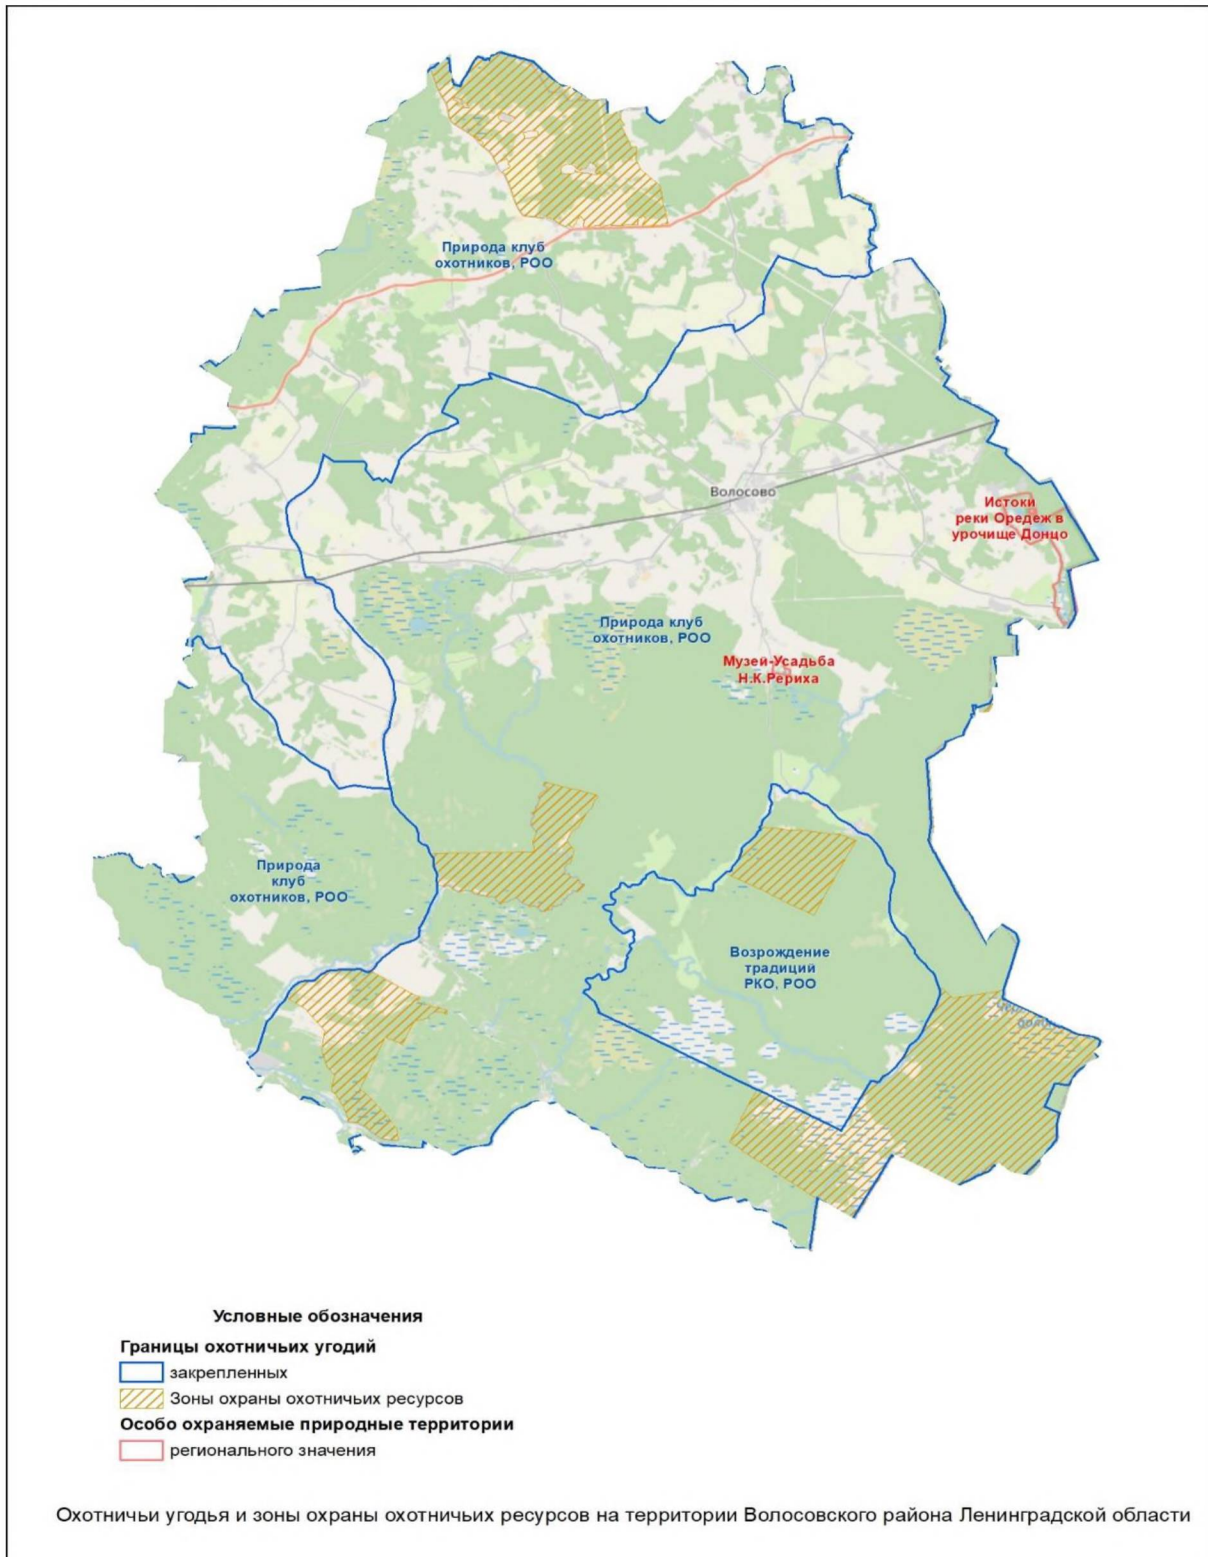 Природа клуб
охотников, РОО
Волосово
Истоки
реки Оредеж в
урочище Донцо
Природа клуб
охотников, РОО
Музей-Усадьба
Н.К.Рериха
Природа
клуб
охотников, РОО
Возрождение
традиций
РКО, РОО
Условные обозначения
Границы охотничьих угодий
закрепленных
Зоны охраны охотничьих ресурсов
Особо охраняемые природные территории
регионального значения
Охотничьи угодья и зоны охраны охотничьих ресурсов на территории Волосовского района Ленинградской области